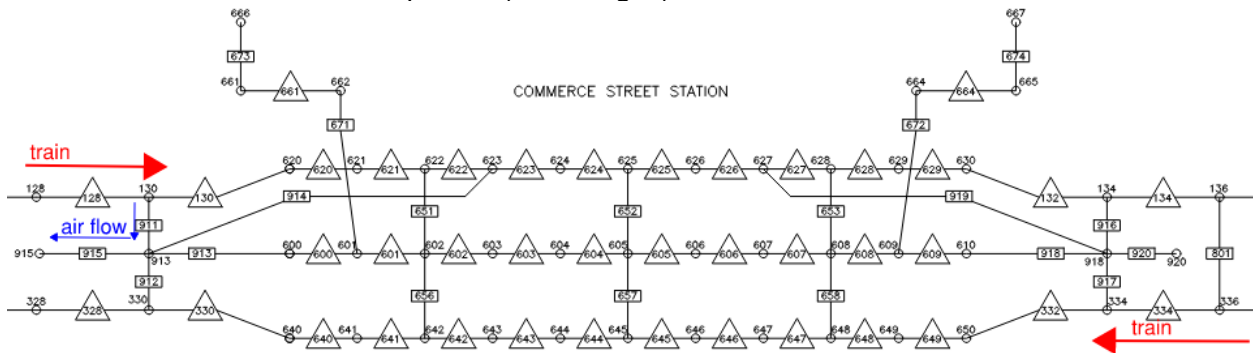 666 667
673 674
661 661 662 COMMERCE STREET STATION 664 664 665
671 672
train
620 620 621 621 622 622 623 623 624 624 625 625 626 626 627 627 628 628 629 629 630
128 128 130 130 914 919 132 134 134 136
651 652 653
air flow 911 916
915 915 913 913 600 600 601 601 602 602 603 603 604 604 605 605 606 606 607 607 608 608 609 609 610 918 918 920 920 801
912 917
656 657 658
328 328 330 330 332 334 334 336
train
640 640 641 641 642 642 643 643 644 644 645 645 646 646 647 647 648 648 649 649 650